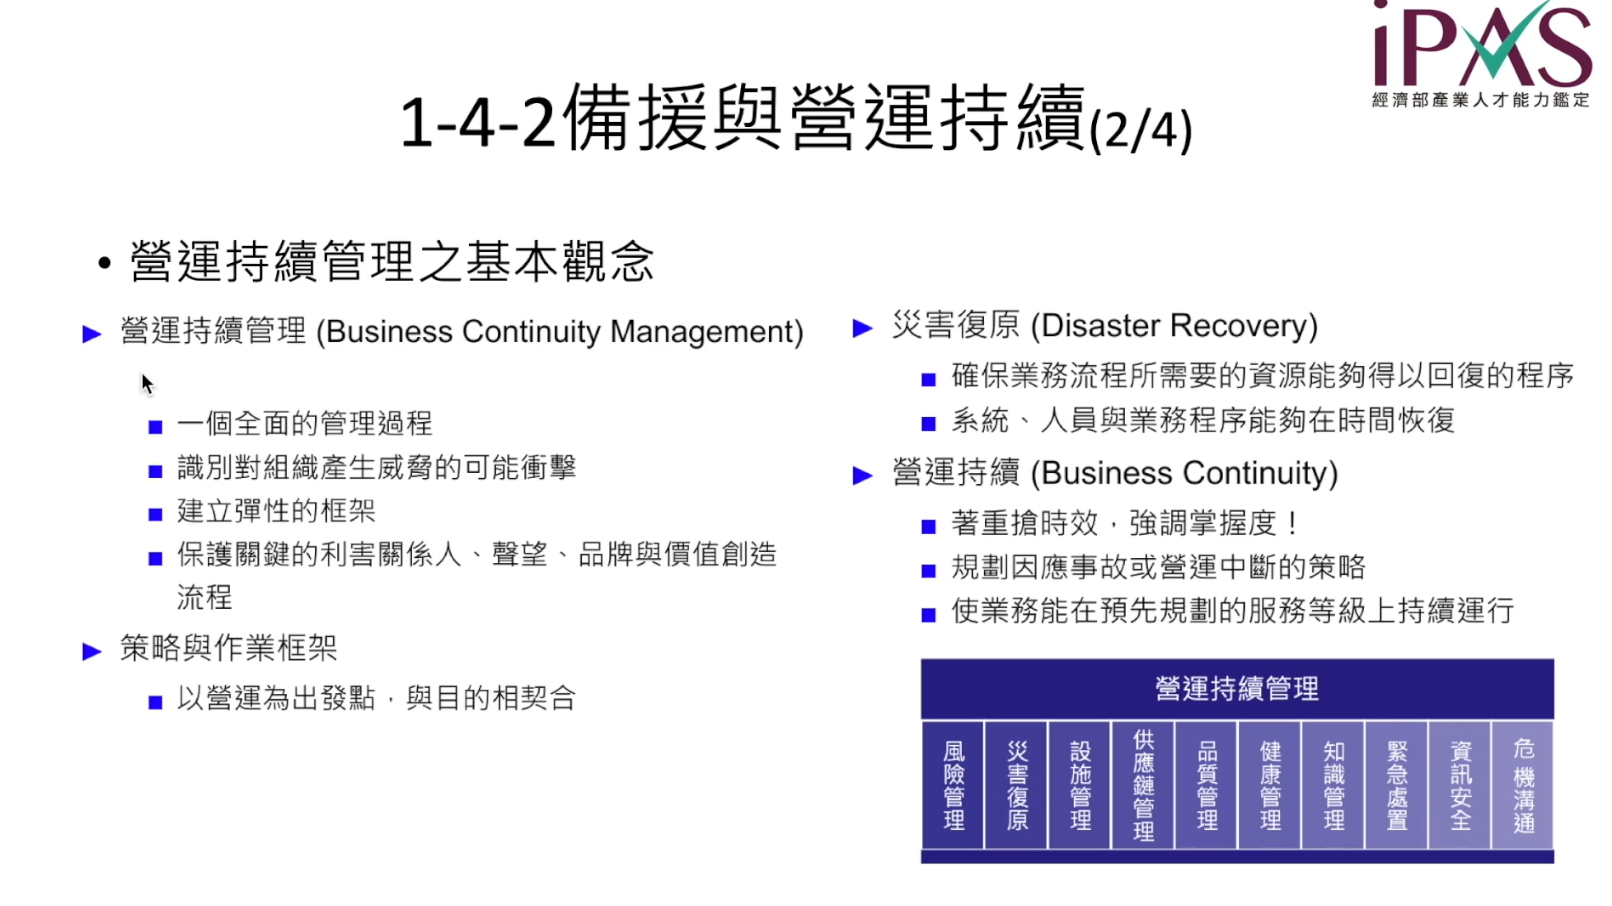 iPAS
經濟部產業人才能力鑑定
1-4-2備援與營運持續(2/4)
• 營運持續管理之基本觀念
營運持續管理 (Business Continuity Management)
一個全面的管理過程
識別對組織產生威脅的可能衝擊
建立彈性的框架
保護關鍵的利害關係人、聲望、品牌與價值創造
流程
策略與作業框架
以營運為出發點，與目的相契合
災害復原 (Disaster Recovery)
確保業務流程所需要的資源能夠得以回復的程序
系統、人員與業務程序能夠在時間恢復
營運持續 (Business Continuity)
著重搶時效，強調掌握度！
規劃因應事故或營運中斷的策略
使業務能在預先規劃的服務等級上持續運行
營運持續管理
風險管理
災害復原
設施管理
供應鏈管理
品質管理
健康管理
知識管理
緊急處置
資訊安全
危機溝通